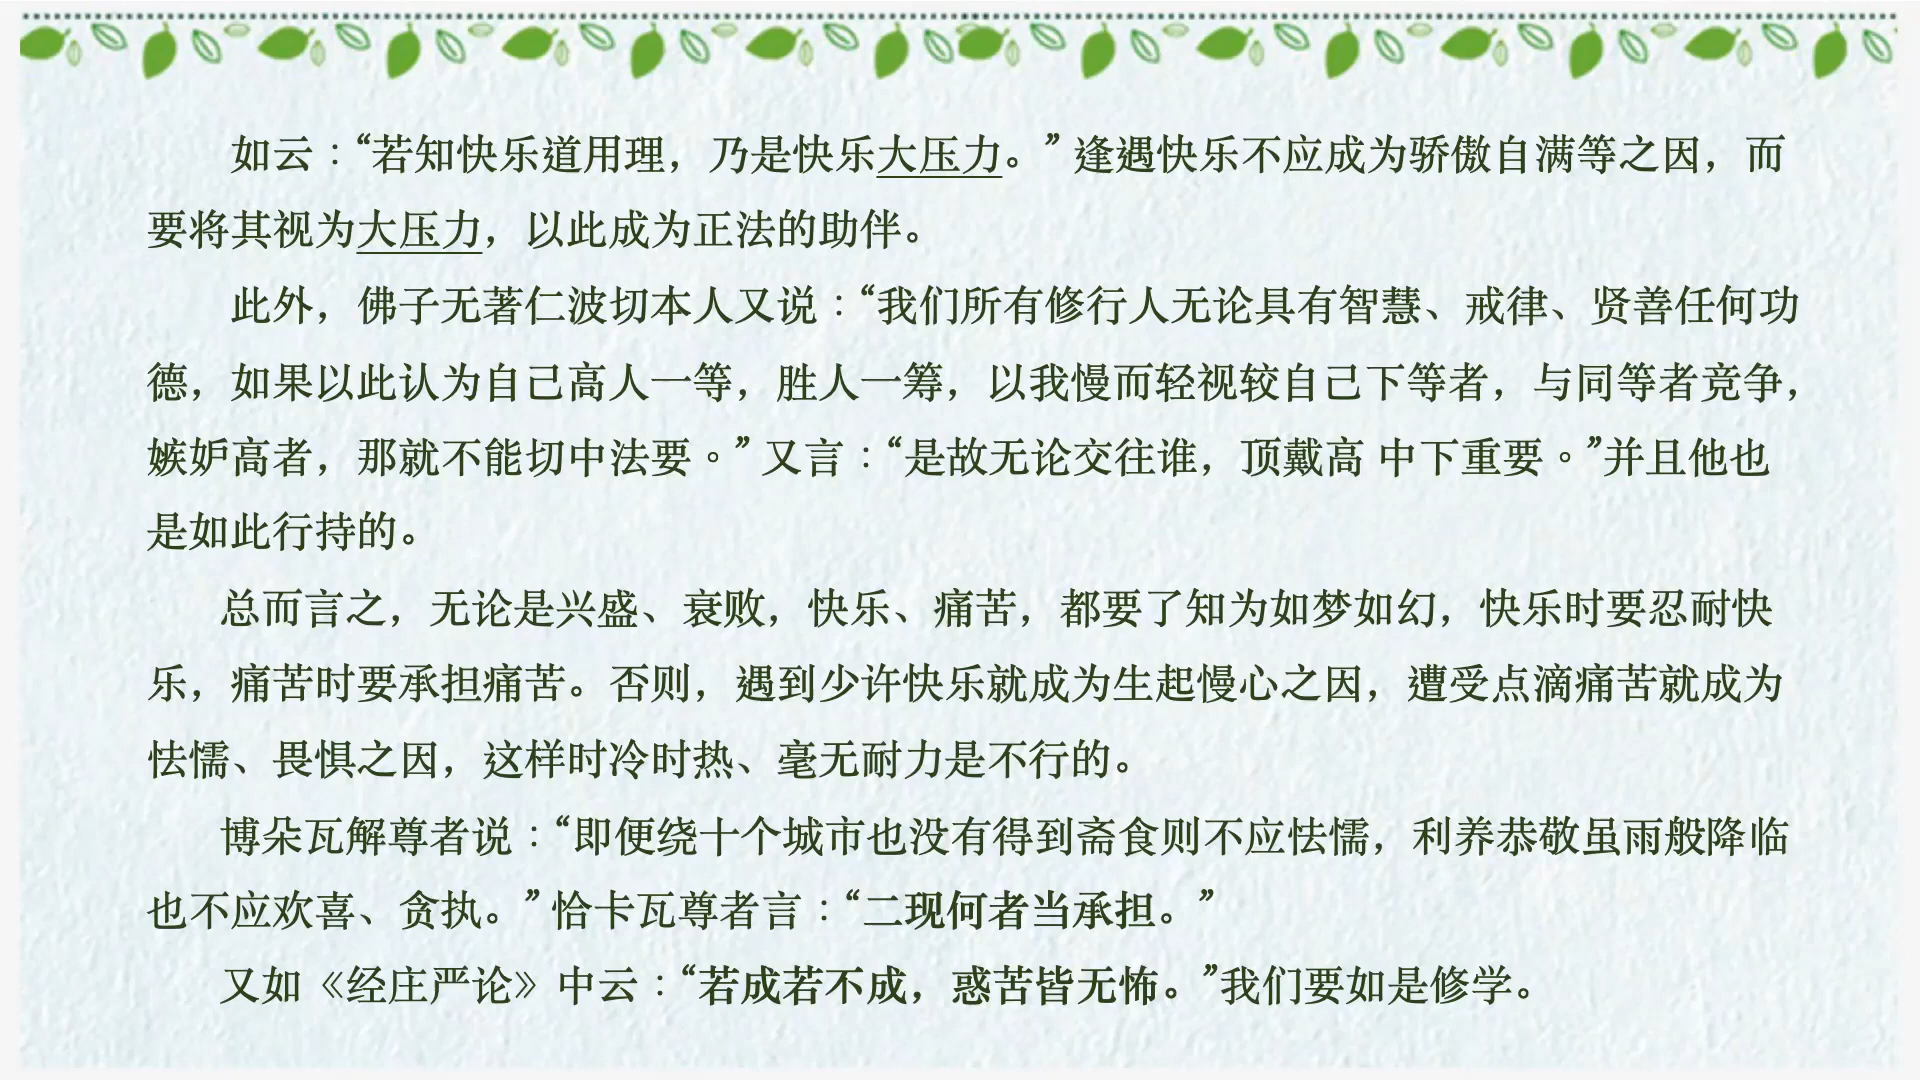 如云：“若知快乐道用理，乃是快乐大压力。” 逢遇快乐不应成为骄傲自满等之因，而
要将其视为大压力，以此成为正法的助伴。
此外，佛子无著仁波切本人又说：“我们所有修行人无论具有智慧、戒律、贤善任何功
德，如果以此认为自己高人一等，胜人一筹，以我慢而轻视较自己下等者，与同等者竞争，
嫉妒高者，那就不能切中法要。” 又言：“是故无论交往谁，顶戴高 中下重要。”并且他也
是如此行持的。
总而言之，无论是兴盛、衰败，快乐、痛苦，都要了知为如梦如幻，快乐时要忍耐快
乐，痛苦时要承担痛苦。否则，遇到少许快乐就成为生起慢心之因，遭受点滴痛苦就成为
怯懦、畏惧之因，这样时冷时热、毫无耐力是不行的。
博朵瓦解尊者说：“即便绕十个城市也没有得到斋食则不应怯懦，利养恭敬虽雨般降临
也不应欢喜、贪执。” 恰卡瓦尊者言：“二现何者当承担。”
又如《经庄严论》中云：“若成若不成，惑苦皆无怖。”我们要如是修学。